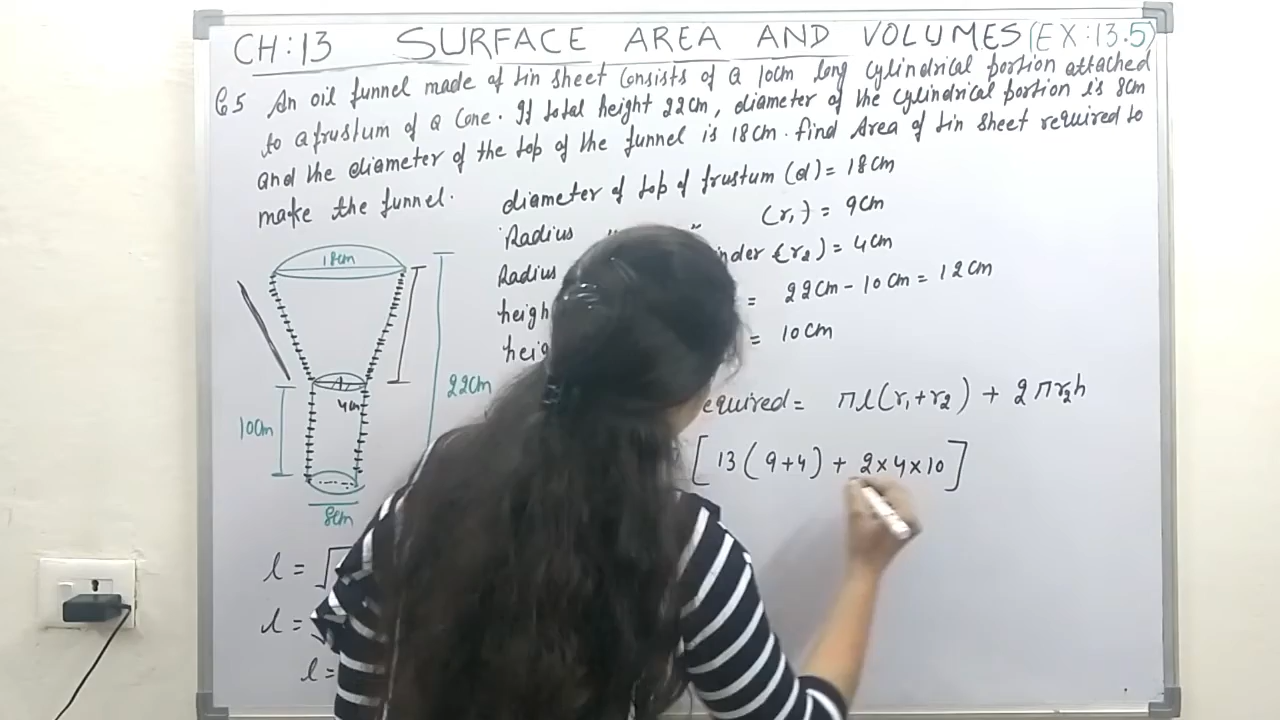 CH:13 SURFACE AREA AND VOLUMES (EX:13.5)
Q.5 An oil funnel made of tin sheet consists of a 10cm long cylindrical portion attached
to a frustum of a cone. If total height 22cm, diameter of the cylindrical portion is 8cm
and the diameter of the top of the funnel is 18cm. find Area of tin sheet required to
make the funnel.
diameter of top of frustum (d) = 18cm
Radius " (r₁) = 9cm
Radius nder (r₂) = 4cm
heigh = 22cm - 10cm = 12cm
heig = 10cm
equired = πl(r₁+r₂) + 2πr₂h
[13(9+4) + 2×4×10]
18cm
4cm
22cm
10cm
8cm
l = √
l = √
l =